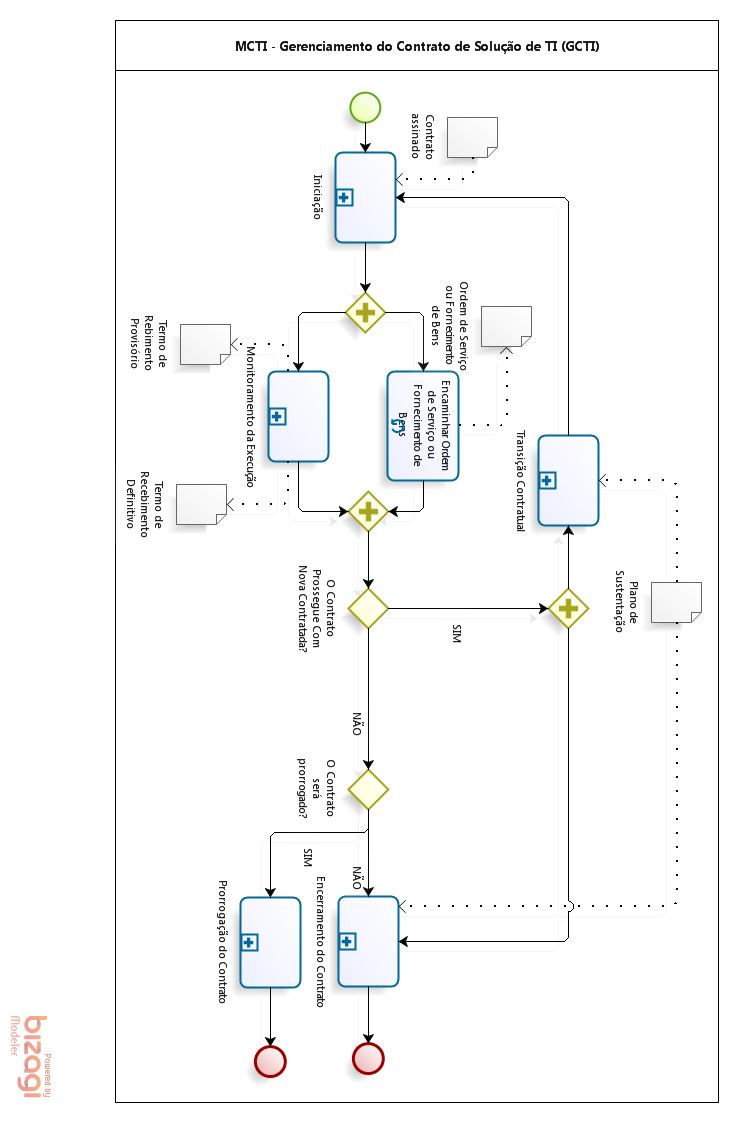 MCTI - Gerenciamento do Contrato de Solução de TI (GCTI)
Contrato
assinado
Iniciação
Ordem de Serviço
ou Fornecimento
de Bens
Termo de
Rebimento
Provisório
Monitoramento da Execução
Encaminhar Ordem
de Serviço ou
Fornecimento de
Bens
Transição Contratual
Termo de
Recebimento
Definitivo
Plano de
Sustentação
O Contrato
Prossegue Com
Nova Contratada?
SIM
NÃO
O Contrato
será
prorrogado?
SIM
NÃO
Prorrogação do Contrato
Encerramento do Contrato
Powered by
bizagi
Modeler